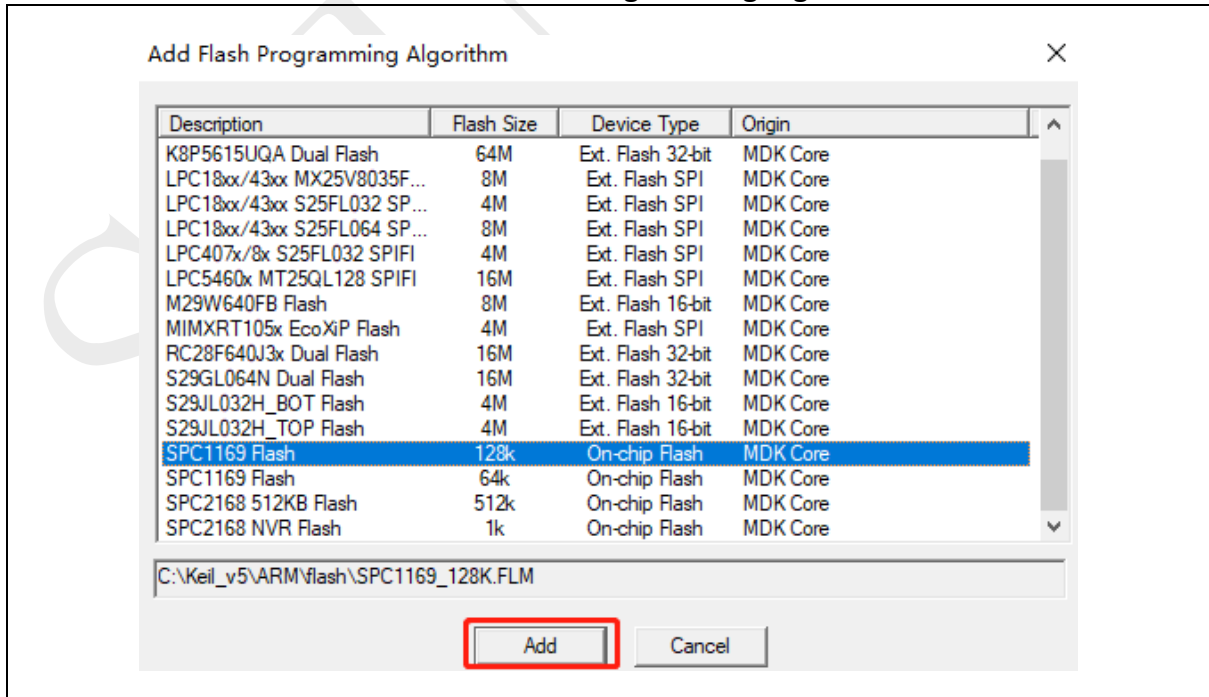 Add Flash Programming Algorithm
Description Flash Size Device Type Origin
K8P5615UQA Dual Flash 64M Ext. Flash 32-bit MDK Core
LPC18xx/43xx MX25V8035F... 8M Ext. Flash SPI MDK Core
LPC18xx/43xx S25FL032 SP... 4M Ext. Flash SPI MDK Core
LPC18xx/43xx S25FL064 SP... 8M Ext. Flash SPI MDK Core
LPC407x/8x S25FL032 SPIFI 4M Ext. Flash SPI MDK Core
LPC5460x MT25QL128 SPIFI 16M Ext. Flash SPI MDK Core
M29W640FB Flash 8M Ext. Flash 16-bit MDK Core
MIMXRT105x EcoXiP Flash 4M Ext. Flash SPI MDK Core
RC28F640J3x Dual Flash 16M Ext. Flash 32-bit MDK Core
S29GL064N Dual Flash 16M Ext. Flash 32-bit MDK Core
S29JL032H_BOT Flash 4M Ext. Flash 16-bit MDK Core
S29JL032H_TOP Flash 4M Ext. Flash 16-bit MDK Core
SPC1169 Flash 128k On-chip Flash MDK Core
SPC1169 Flash 64k On-chip Flash MDK Core
SPC2168 512KB Flash 512k On-chip Flash MDK Core
SPC2168 NVR Flash 1k On-chip Flash MDK Core
C:\Keil_v5\ARM\flash\SPC1169_128K.FLM
Add Cancel